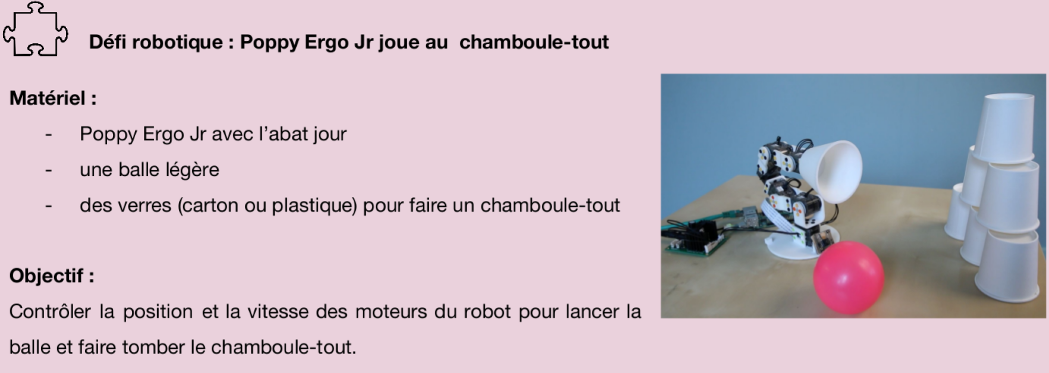 Défi robotique : Poppy Ergo Jr joue au chamboule-tout
Matériel :
- Poppy Ergo Jr avec l'abat jour
- une balle légère
- des verres (carton ou plastique) pour faire un chamboule-tout
Objectif :
Contrôler la position et la vitesse des moteurs du robot pour lancer la
balle et faire tomber le chamboule-tout.